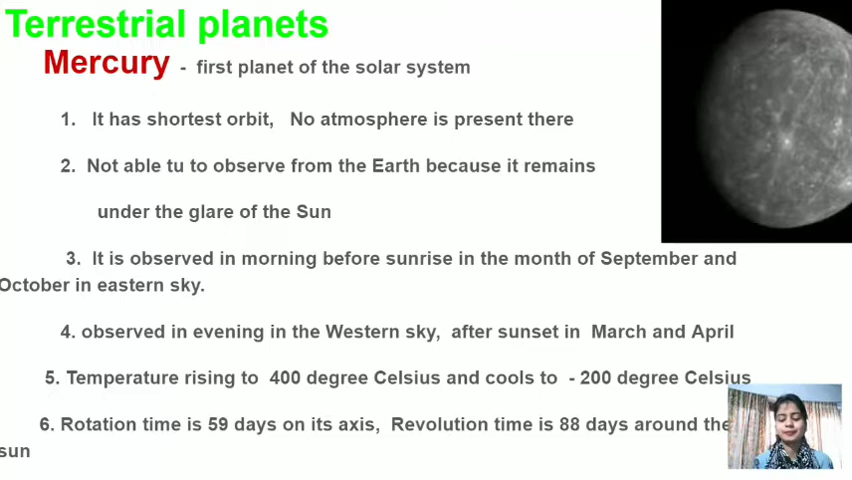 Terrestrial planets
Mercury - first planet of the solar system
1. It has shortest orbit, No atmosphere is present there
2. Not able tu to observe from the Earth because it remains
under the glare of the Sun
3. It is observed in morning before sunrise in the month of September and
October in eastern sky.
4. observed in evening in the Western sky, after sunset in March and April
5. Temperature rising to 400 degree Celsius and cools to - 200 degree Celsius
6. Rotation time is 59 days on its axis, Revolution time is 88 days around the
sun